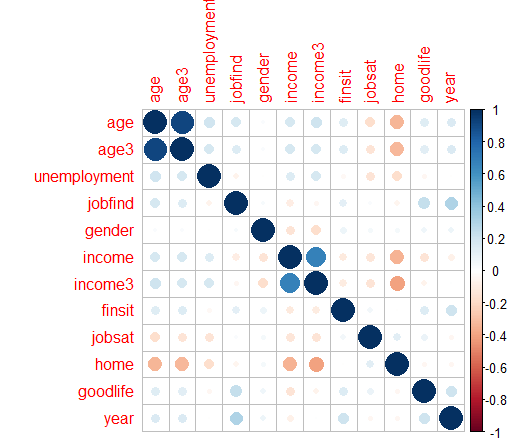 age
age3
unemployment
jobfind
gender
income
income3
finsit
jobsat
home
goodlife
year
age
age3
unemployment
jobfind
gender
income
income3
finsit
jobsat
home
goodlife
year
1
0.8
0.6
0.4
0.2
0
-0.2
-0.4
-0.6
-0.8
-1